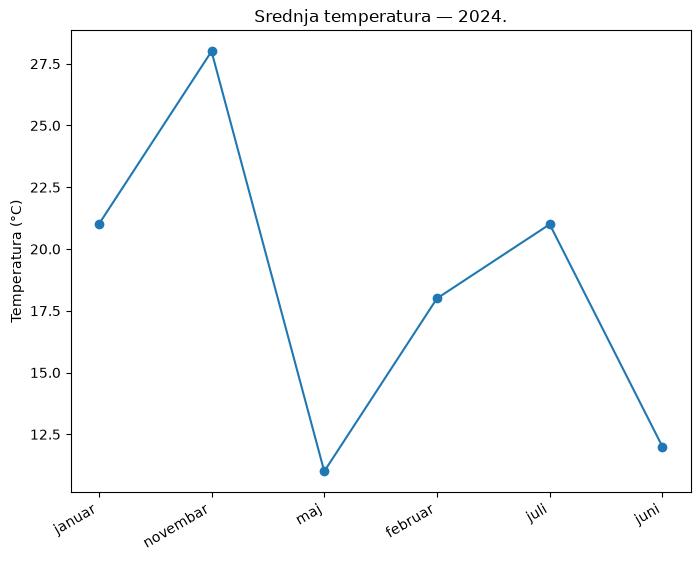 Srednja temperatura — 2024.
Temperatura (°C)
27.5
25.0
22.5
20.0
17.5
15.0
12.5
januar
novembar
maj
februar
juli
juni